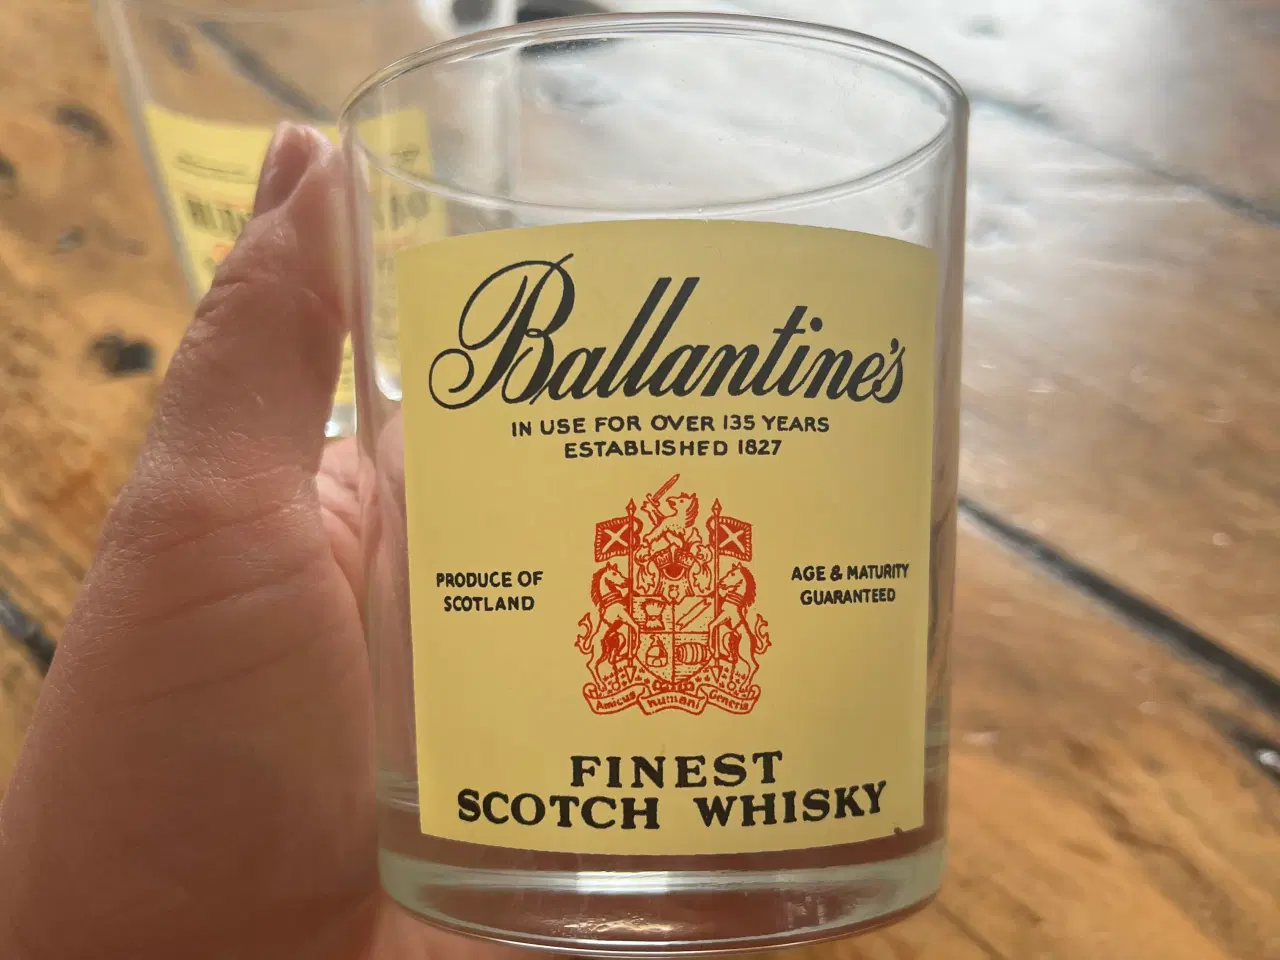 Ballantine's
IN USE FOR OVER 135 YEARS
ESTABLISHED 1827
PRODUCE OF
SCOTLAND
AGE & MATURITY
GUARANTEED
Amicus humani Generis
FINEST
SCOTCH WHISKY